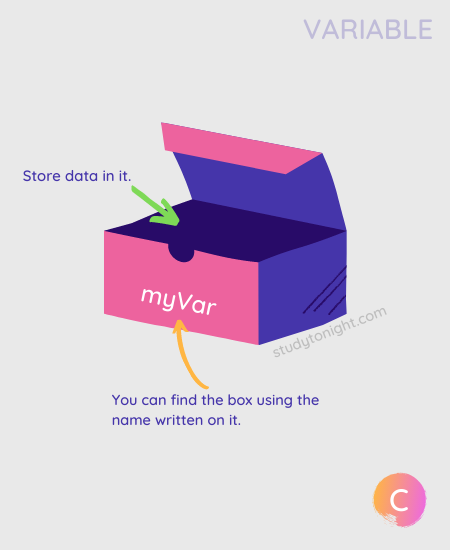 VARIABLE
Store data in it.
myVar
studytonight.com
You can find the box using the
name written on it.
C